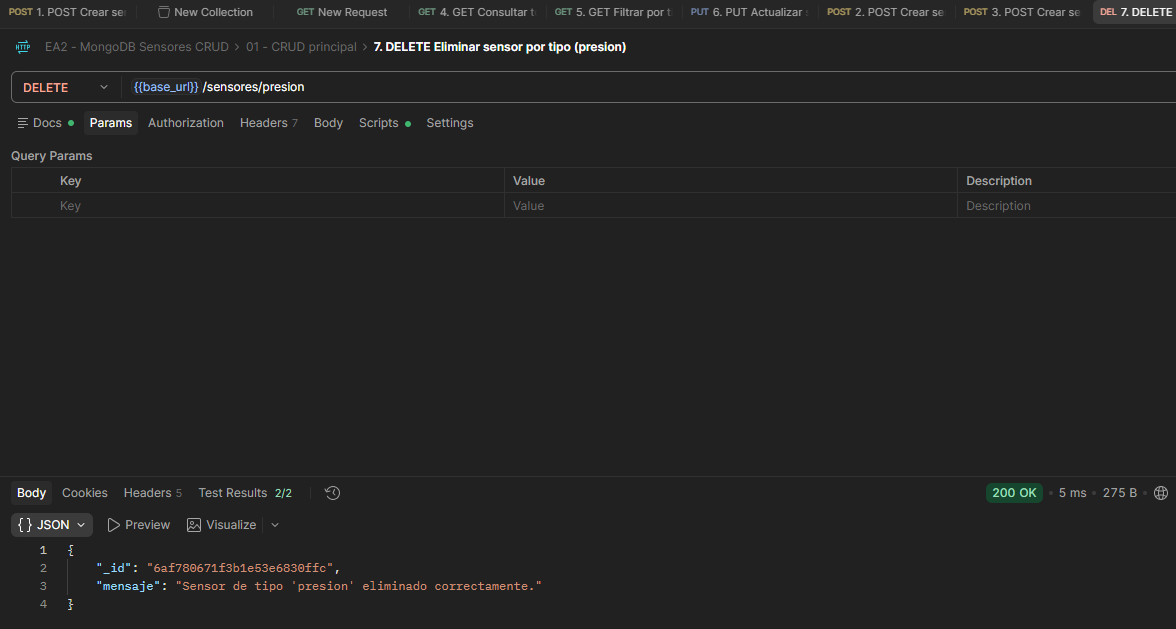 POST 1. POST Crear se New Collection GET New Request GET 4. GET Consultar t GET 5. GET Filtrar por t PUT 6. PUT Actualizar POST 2. POST Crear se POST 3. POST Crear se DEL 7. DELETE
HTTP EA2 - MongoDB Sensores CRUD > 01 - CRUD principal > 7. DELETE Eliminar sensor por tipo (presion)
DELETE {{base_url}} /sensores/presion
Docs Params Authorization Headers 7 Body Scripts Settings
Query Params
Key Value Description
Key Value Description
Body Cookies Headers 5 Test Results 2/2 200 OK 5 ms 275 B
{} JSON Preview Visualize
1 {
2 "_id": "6af780671f3b1e53e6830ffc",
3 "mensaje": "Sensor de tipo 'presion' eliminado correctamente."
4 }